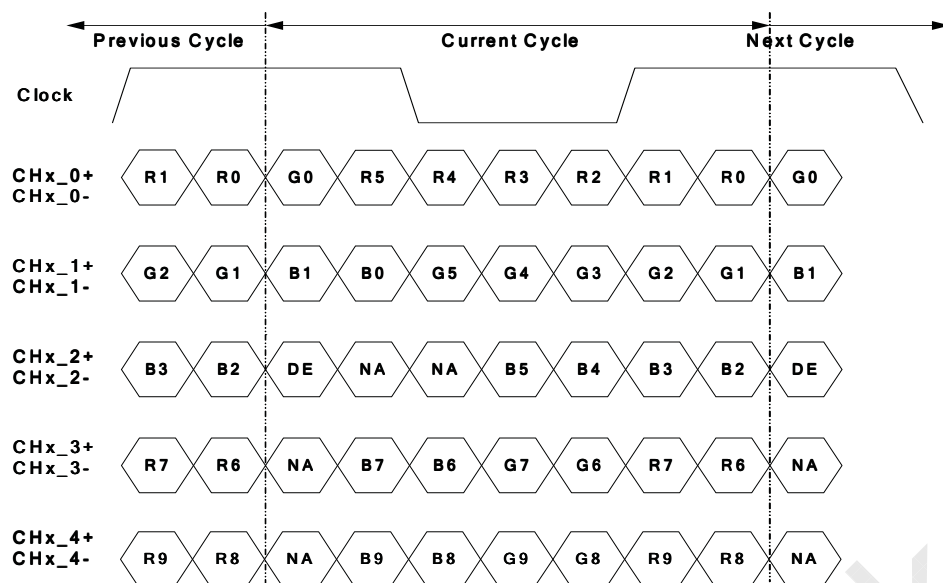 Previous Cycle Current Cycle Next Cycle
Clock
CHx_0+
CHx_0-
R1 R0 G0 R5 R4 R3 R2 R1 R0 G0
CHx_1+
CHx_1-
G2 G1 B1 B0 G5 G4 G3 G2 G1 B1
CHx_2+
CHx_2-
B3 B2 DE NA NA B5 B4 B3 B2 DE
CHx_3+
CHx_3-
R7 R6 NA B7 B6 G7 G6 R7 R6 NA
CHx_4+
CHx_4-
R9 R8 NA B9 B8 G9 G8 R9 R8 NA